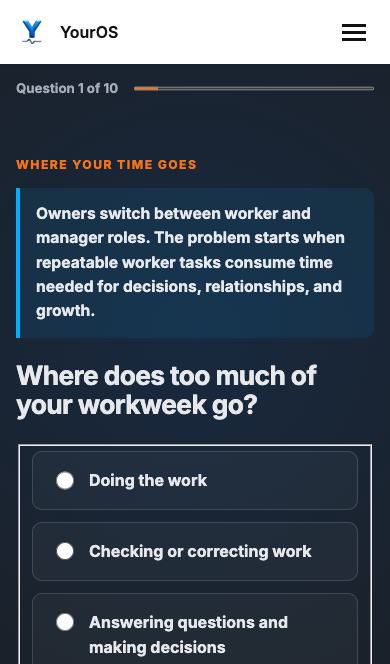 YourOS
Question 1 of 10
WHERE YOUR TIME GOES
Owners switch between worker and
manager roles. The problem starts when
repeatable worker tasks consume time
needed for decisions, relationships, and
growth.
Where does too much of
your workweek go?
Doing the work
Checking or correcting work
Answering questions and
making decisions